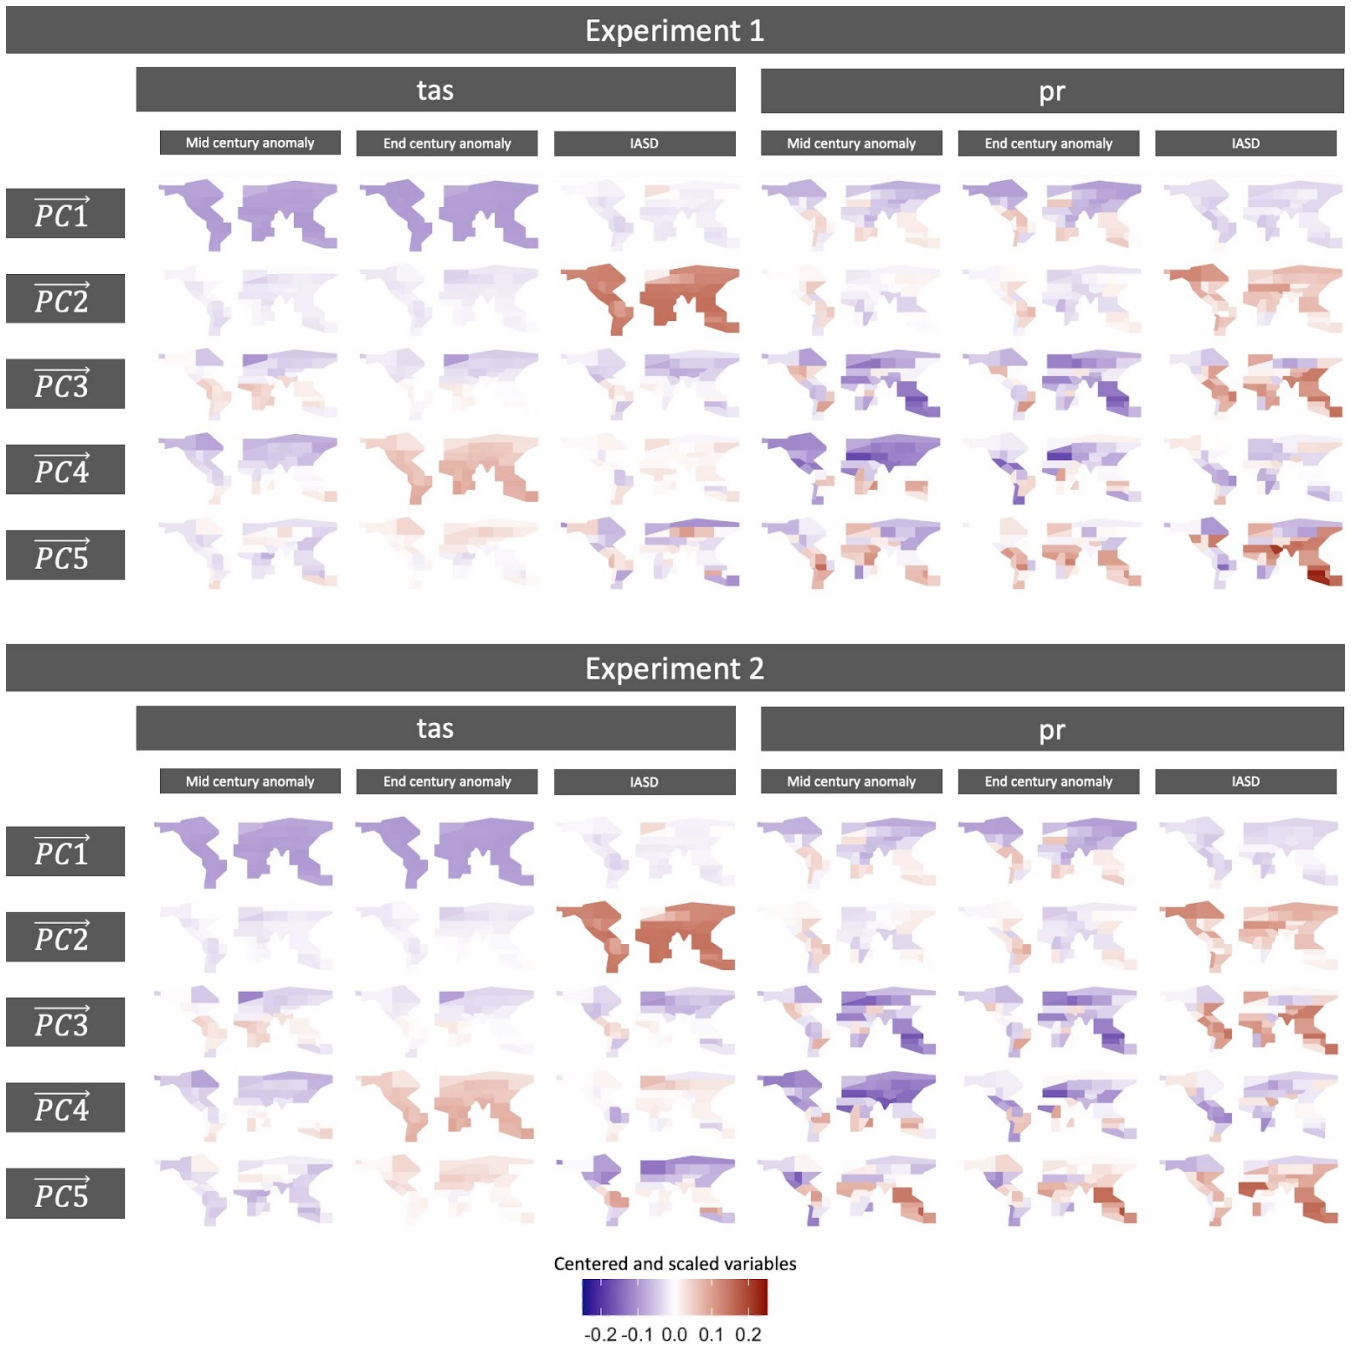 Experiment 1
tas pr
Mid century anomaly End century anomaly IASD Mid century anomaly End century anomaly IASD
PC1
PC2
PC3
PC4
PC5
Experiment 2
tas pr
Mid century anomaly End century anomaly IASD Mid century anomaly End century anomaly IASD
PC1
PC2
PC3
PC4
PC5
Centered and scaled variables
-0.2 -0.1 0.0 0.1 0.2